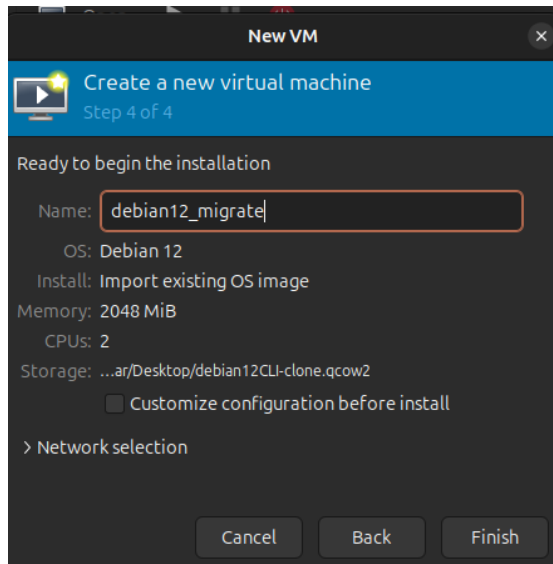 New VM
Create a new virtual machine
Step 4 of 4
Ready to begin the installation
Name: debian12_migrate
OS: Debian 12
Install: Import existing OS image
Memory: 2048 MiB
CPUs: 2
Storage: ...ar/Desktop/debian12CLI-clone.qcow2
Customize configuration before install
> Network selection
Cancel Back Finish